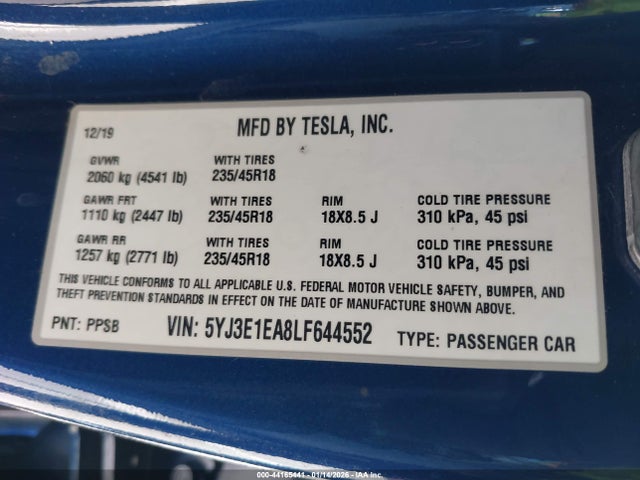 12/19 MFD BY TESLA, INC.
GVWR WITH TIRES
2060 kg (4541 lb) 235/45R18
GAWR FRT WITH TIRES RIM COLD TIRE PRESSURE
1110 kg (2447 lb) 235/45R18 18X8.5 J 310 kPa, 45 psi
GAWR RR WITH TIRES RIM COLD TIRE PRESSURE
1257 kg (2771 lb) 235/45R18 18X8.5 J 310 kPa, 45 psi
THIS VEHICLE CONFORMS TO ALL APPLICABLE U.S. FEDERAL MOTOR VEHICLE SAFETY, BUMPER, AND
THEFT PREVENTION STANDARDS IN EFFECT ON THE DATE OF MANUFACTURE SHOWN ABOVE.
PNT: PPSB VIN: 5YJ3E1EA8LF644552 TYPE: PASSENGER CAR
000-44165441 - 01/14/2026 - IAA Inc.